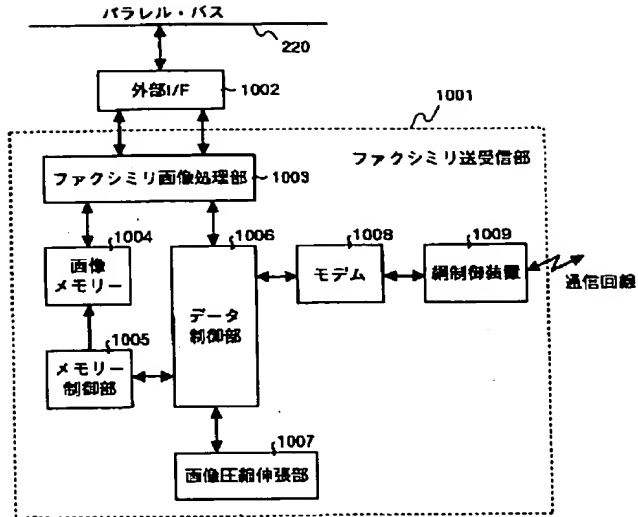 パラレル・バス
220
外部I/F
1002
1001
ファクシミリ送受信部
ファクシミリ画像処理部
1003
1004
画像
メモリー
1006
データ
制御部
1008
モデム
1009
網制御装置
通信回線
1005
メモリー
制御部
1007
画像圧縮伸張部